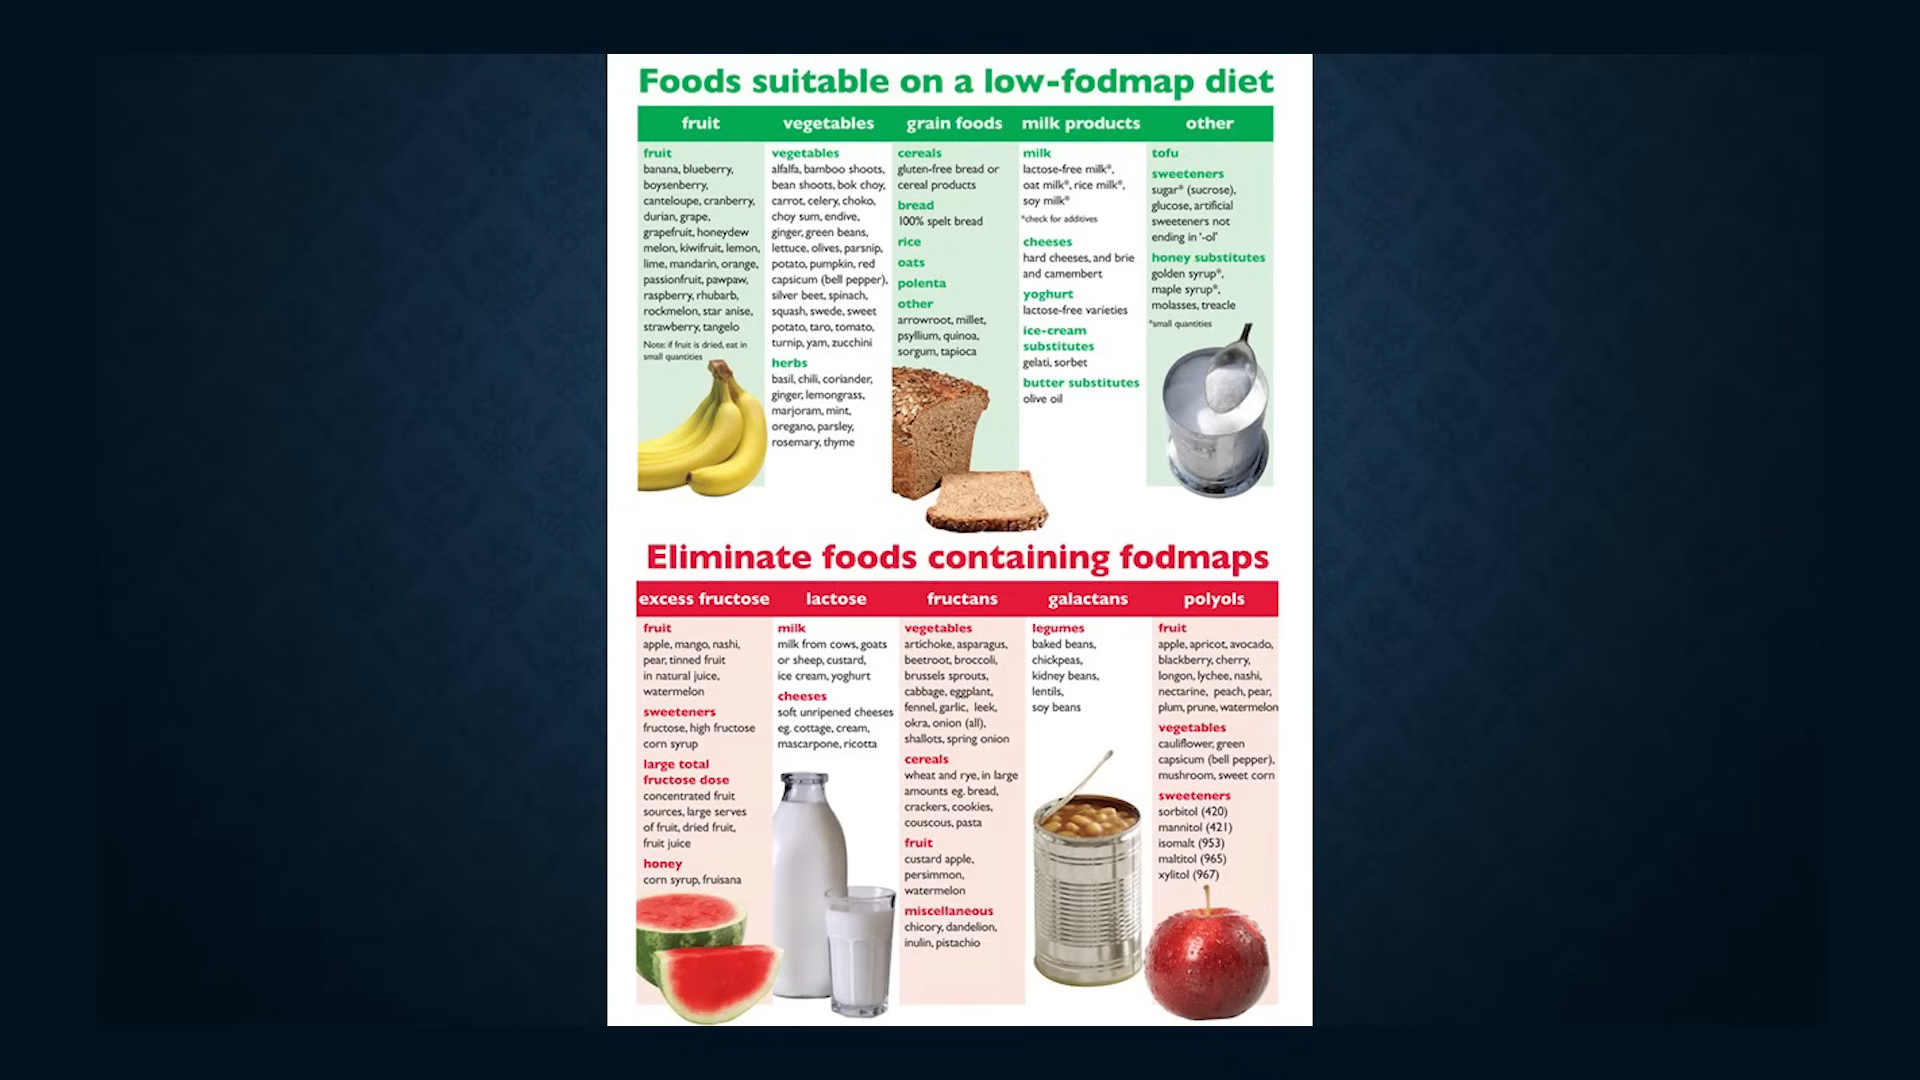 Foods suitable on a low-fodmap diet
fruit
vegetables
grain foods
milk products
other
fruit
banana, blueberry,
boysenberry,
canteloupe, cranberry,
durian, grape,
grapefruit, honeydew
melon, kiwifruit, lemon,
lime, mandarin, orange,
passionfruit, pawpaw,
raspberry, rhubarb,
rockmelon, star anise,
strawberry, tangelo
Note: if fruit is dried, eat in
small quantities
vegetables
alfalfa, bamboo shoots,
bean shoots, bok choy,
carrot, celery, choko,
choy sum, endive,
ginger, green beans,
lettuce, olives, parsnip,
potato, pumpkin, red
capsicum (bell pepper),
silver beet, spinach,
squash, swede, sweet
potato, taro, tomato,
turnip, yam, zucchini
herbs
basil, chili, coriander,
ginger, lemongrass,
marjoram, mint,
oregano, parsley,
rosemary, thyme
cereals
gluten-free bread or
cereal products
bread
100% spelt bread
rice
oats
polenta
other
arrowroot, millet,
psyllium, quinoa,
sorgum, tapioca
milk
lactose-free milk*,
oat milk*, rice milk*,
soy milk*
*check for additives
cheeses
hard cheeses, and brie
and camembert
yoghurt
lactose-free varieties
ice-cream
substitutes
gelati, sorbet
butter substitutes
olive oil
tofu
sweeteners
sugar* (sucrose),
glucose, artificial
sweeteners not
ending in '-ol'
honey substitutes
golden syrup*,
maple syrup*,
molasses, treacle
*small quantities
Eliminate foods containing fodmaps
excess fructose
lactose
fructans
galactans
polyols
fruit
apple, mango, nashi,
pear, tinned fruit
in natural juice,
watermelon
sweeteners
fructose, high fructose
corn syrup
large total
fructose dose
concentrated fruit
sources, large serves
of fruit, dried fruit,
fruit juice
honey
corn syrup, fruisana
milk
milk from cows, goats
or sheep, custard,
ice cream, yoghurt
cheeses
soft unripened cheeses
eg. cottage, cream,
mascarpone, ricotta
vegetables
artichoke, asparagus,
beetroot, broccoli,
brussels sprouts,
cabbage, eggplant,
fennel, garlic, leek,
okra, onion (all),
shallots, spring onion
cereals
wheat and rye, in large
amounts eg. bread,
crackers, cookies,
couscous, pasta
fruit
custard apple,
persimmon,
watermelon
miscellaneous
chicory, dandelion,
inulin, pistachio
legumes
baked beans,
chickpeas,
kidney beans,
lentils,
soy beans
fruit
apple, apricot, avocado,
blackberry, cherry,
longon, lychee, nashi,
nectarine, peach, pear,
plum, prune, watermelon
vegetables
cauliflower, green
capsicum (bell pepper),
mushroom, sweet corn
sweeteners
sorbitol (420)
mannitol (421)
isomalt (953)
maltitol (965)
xylitol (967)